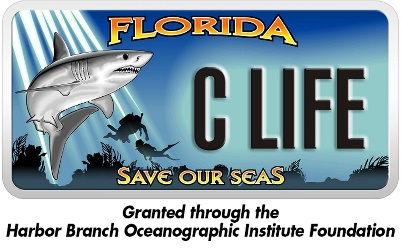 FLORIDA
C LIFE
SAVE OUR SEAS
Granted through the
Harbor Branch Oceanographic Institute Foundation